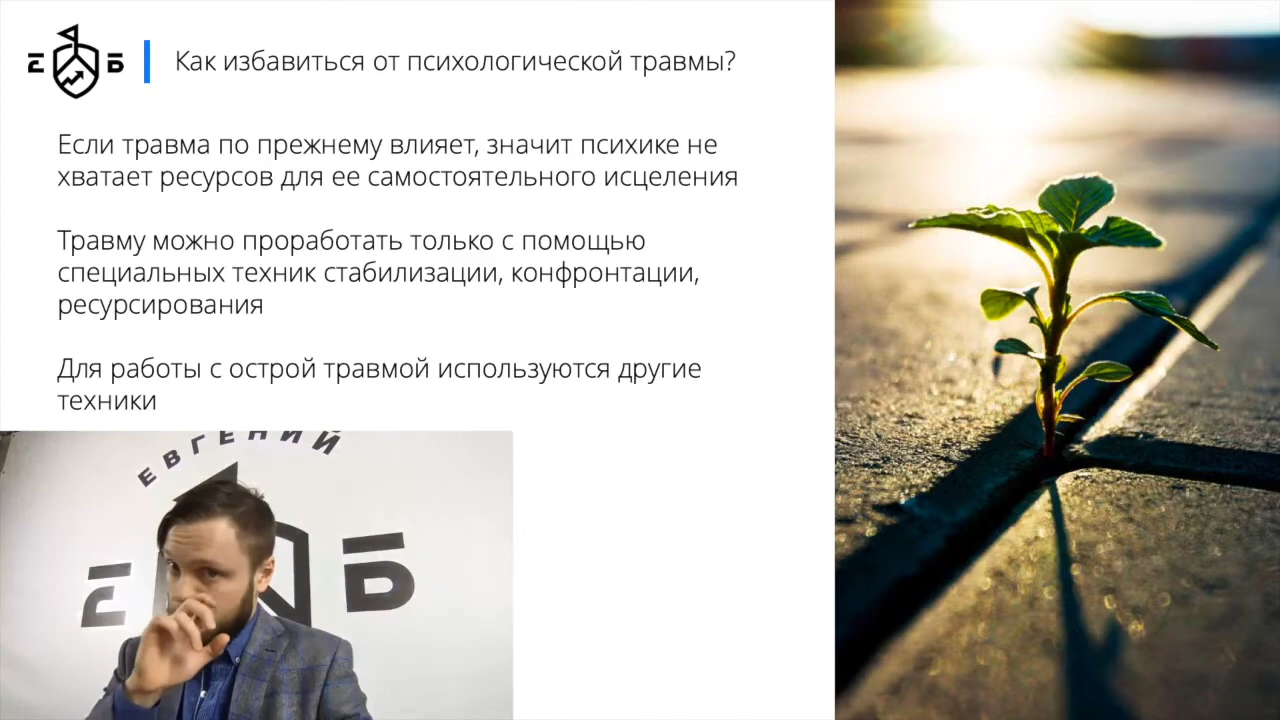 Е Б
Как избавиться от психологической травмы?
Если травма по прежнему влияет, значит психике не
хватает ресурсов для ее самостоятельного исцеления
Травму можно проработать только с помощью
специальных техник стабилизации, конфронтации,
ресурсирования
Для работы с острой травмой используются другие
техники
ЕВГЕНИЙ
Е Б